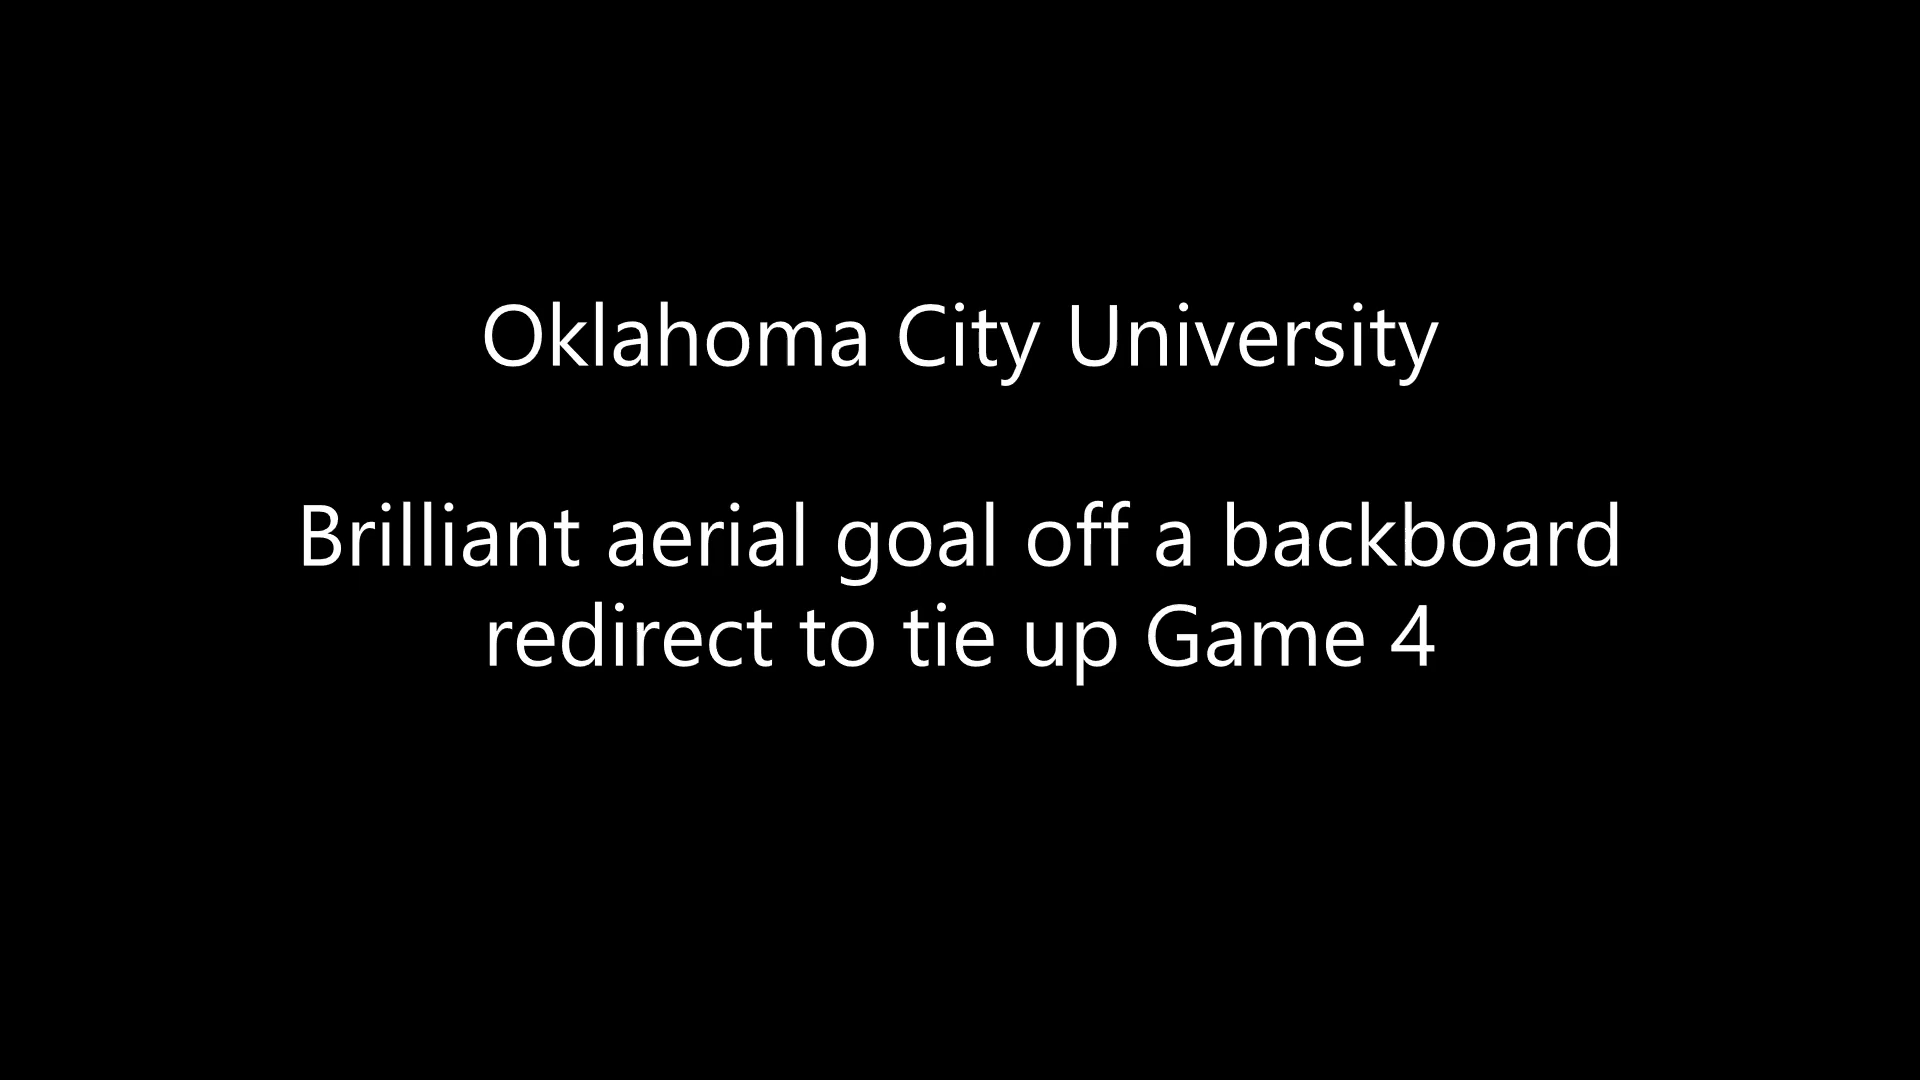 Oklahoma City University
Brilliant aerial goal off a backboard
redirect to tie up Game 4